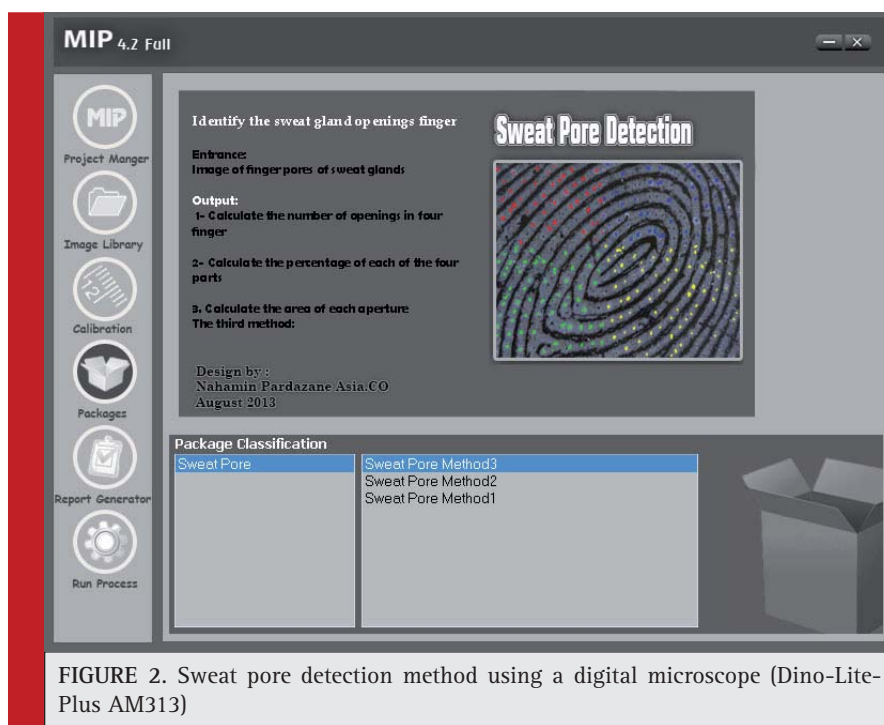 MIP 4.2 Full
MIP
Project Manger
Image Library
12
Calibration
Packages
Report Generator
Run Process
Identify the sweat gland openings finger
Entrance:
Image of finger pores of sweat glands
Output:
1- Calculate the number of openings in four
finger
2- Calculate the percentage of each of the four
parts
3. Calculate the area of each aperture
The third method:
Design by :
Nahamin Pardazane Asia.CO
August 2013
Sweat Pore Detection
Package Classification
Sweat Pore
Sweat Pore Method3
Sweat Pore Method2
Sweat Pore Method1
FIGURE 2. Sweat pore detection method using a digital microscope (Dino-Lite-
Plus AM313)